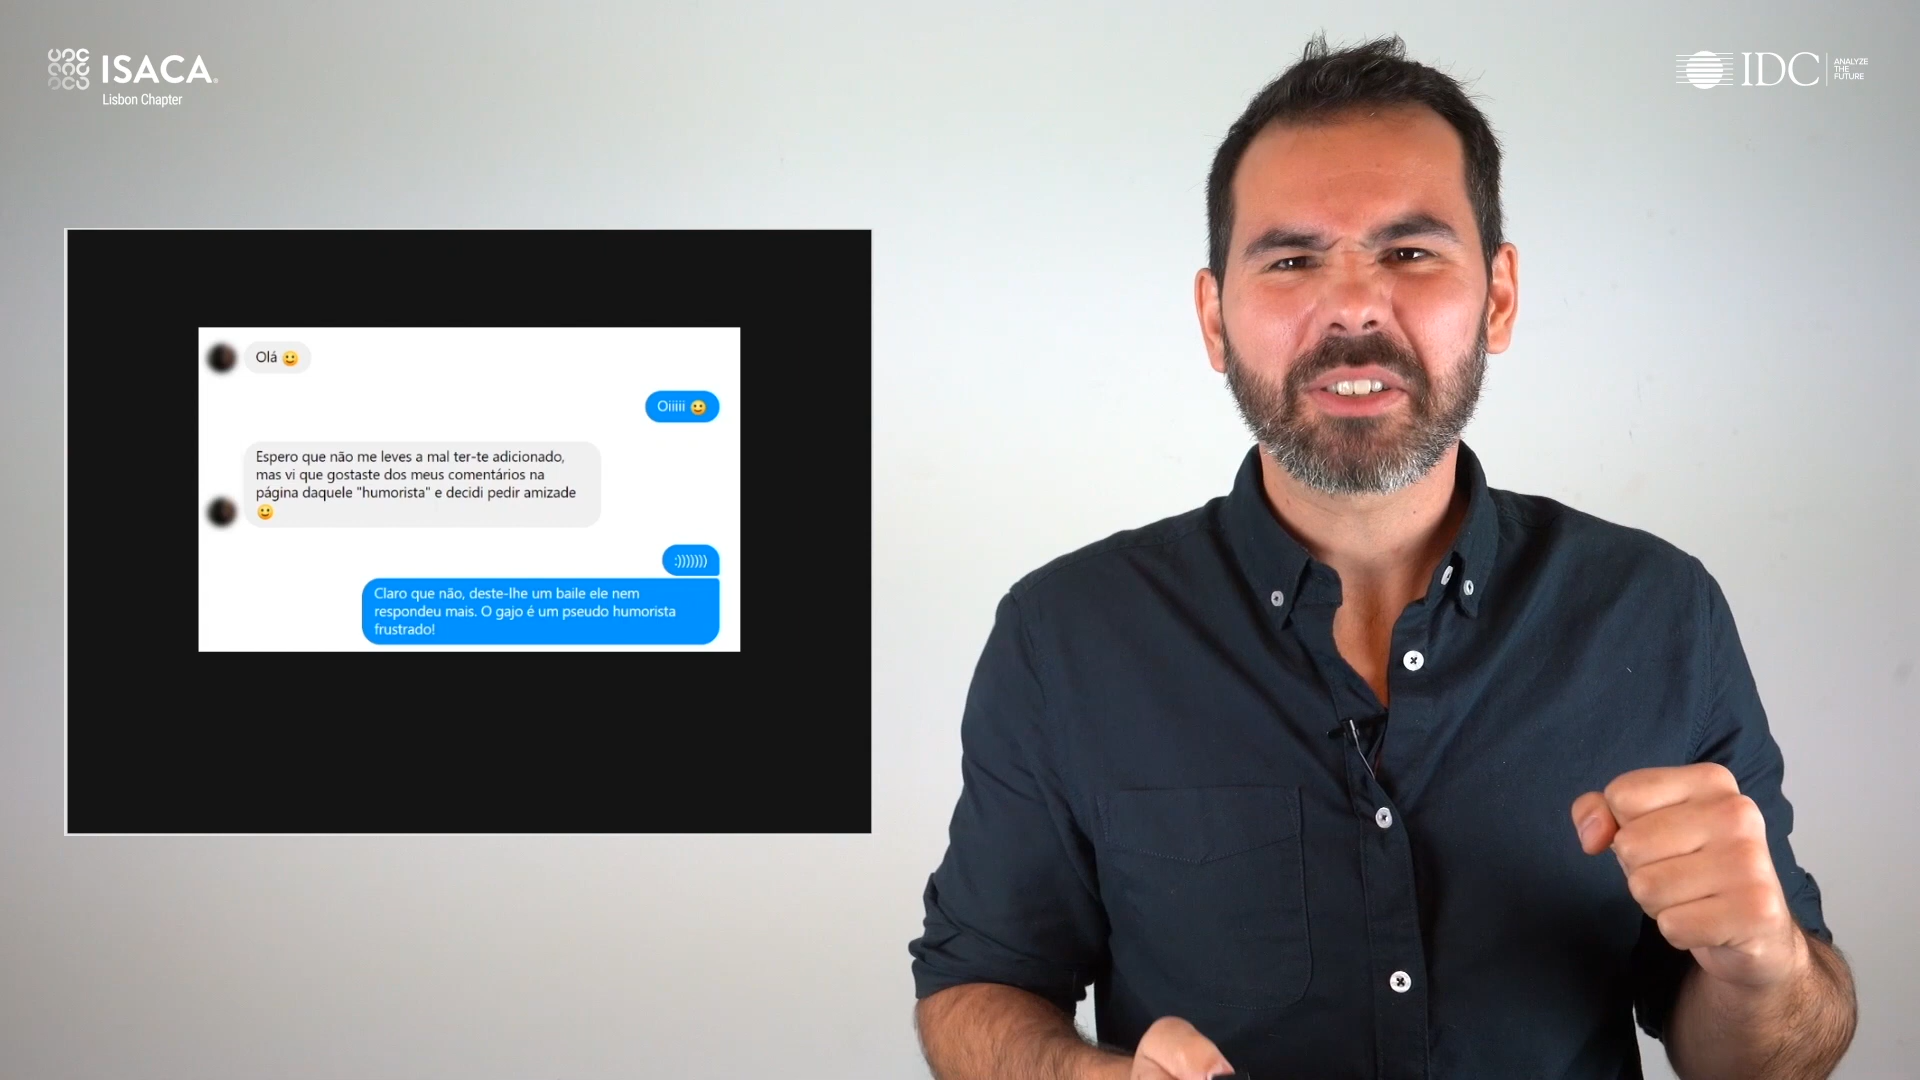 ISACA
Lisbon Chapter
IDC
ANALYZE
THE
FUTURE
Olá 🙂
Oiiiii 🙂
Espero que não me leves a mal ter-te adicionado,
mas vi que gostaste dos meus comentários na
página daquele "humorista" e decidi pedir amizade
🙂
:)))))))
Claro que não, deste-lhe um baile ele nem
respondeu mais. O gajo é um pseudo humorista
frustrado!